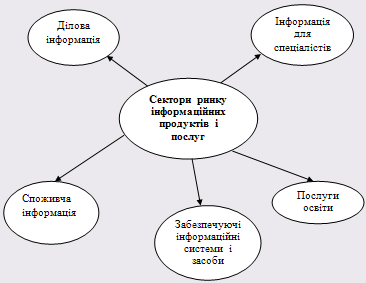 Ділова
інформація
Інформація
для
спеціалістів
Сектори ринку
інформаційних
продуктів і
послуг
Споживча
інформація
Забезпечуючі
інформаційні
системи і
засоби
Послуги
освіти